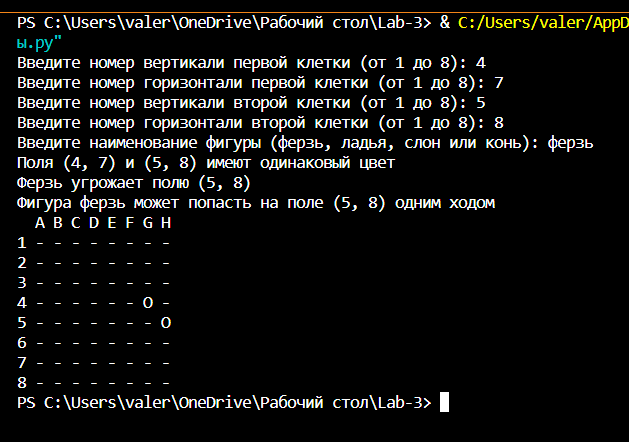 PS C:\Users\valer\OneDrive\Рабочий стол\Lab-3> & C:/Users/valer/AppD
ы.py"
Введите номер вертикали первой клетки (от 1 до 8): 4
Введите номер горизонтали первой клетки (от 1 до 8): 7
Введите номер вертикали второй клетки (от 1 до 8): 5
Введите номер горизонтали второй клетки (от 1 до 8): 8
Введите наименование фигуры (ферзь, ладья, слон или конь): ферзь
Поля (4, 7) и (5, 8) имеют одинаковый цвет
Ферзь угрожает полю (5, 8)
Фигура ферзь может попасть на поле (5, 8) одним ходом
  A B C D E F G H
1 - - - - - - - -
2 - - - - - - - -
3 - - - - - - - -
4 - - - - - - O -
5 - - - - - - - O
6 - - - - - - - -
7 - - - - - - - -
8 - - - - - - - -
PS C:\Users\valer\OneDrive\Рабочий стол\Lab-3>